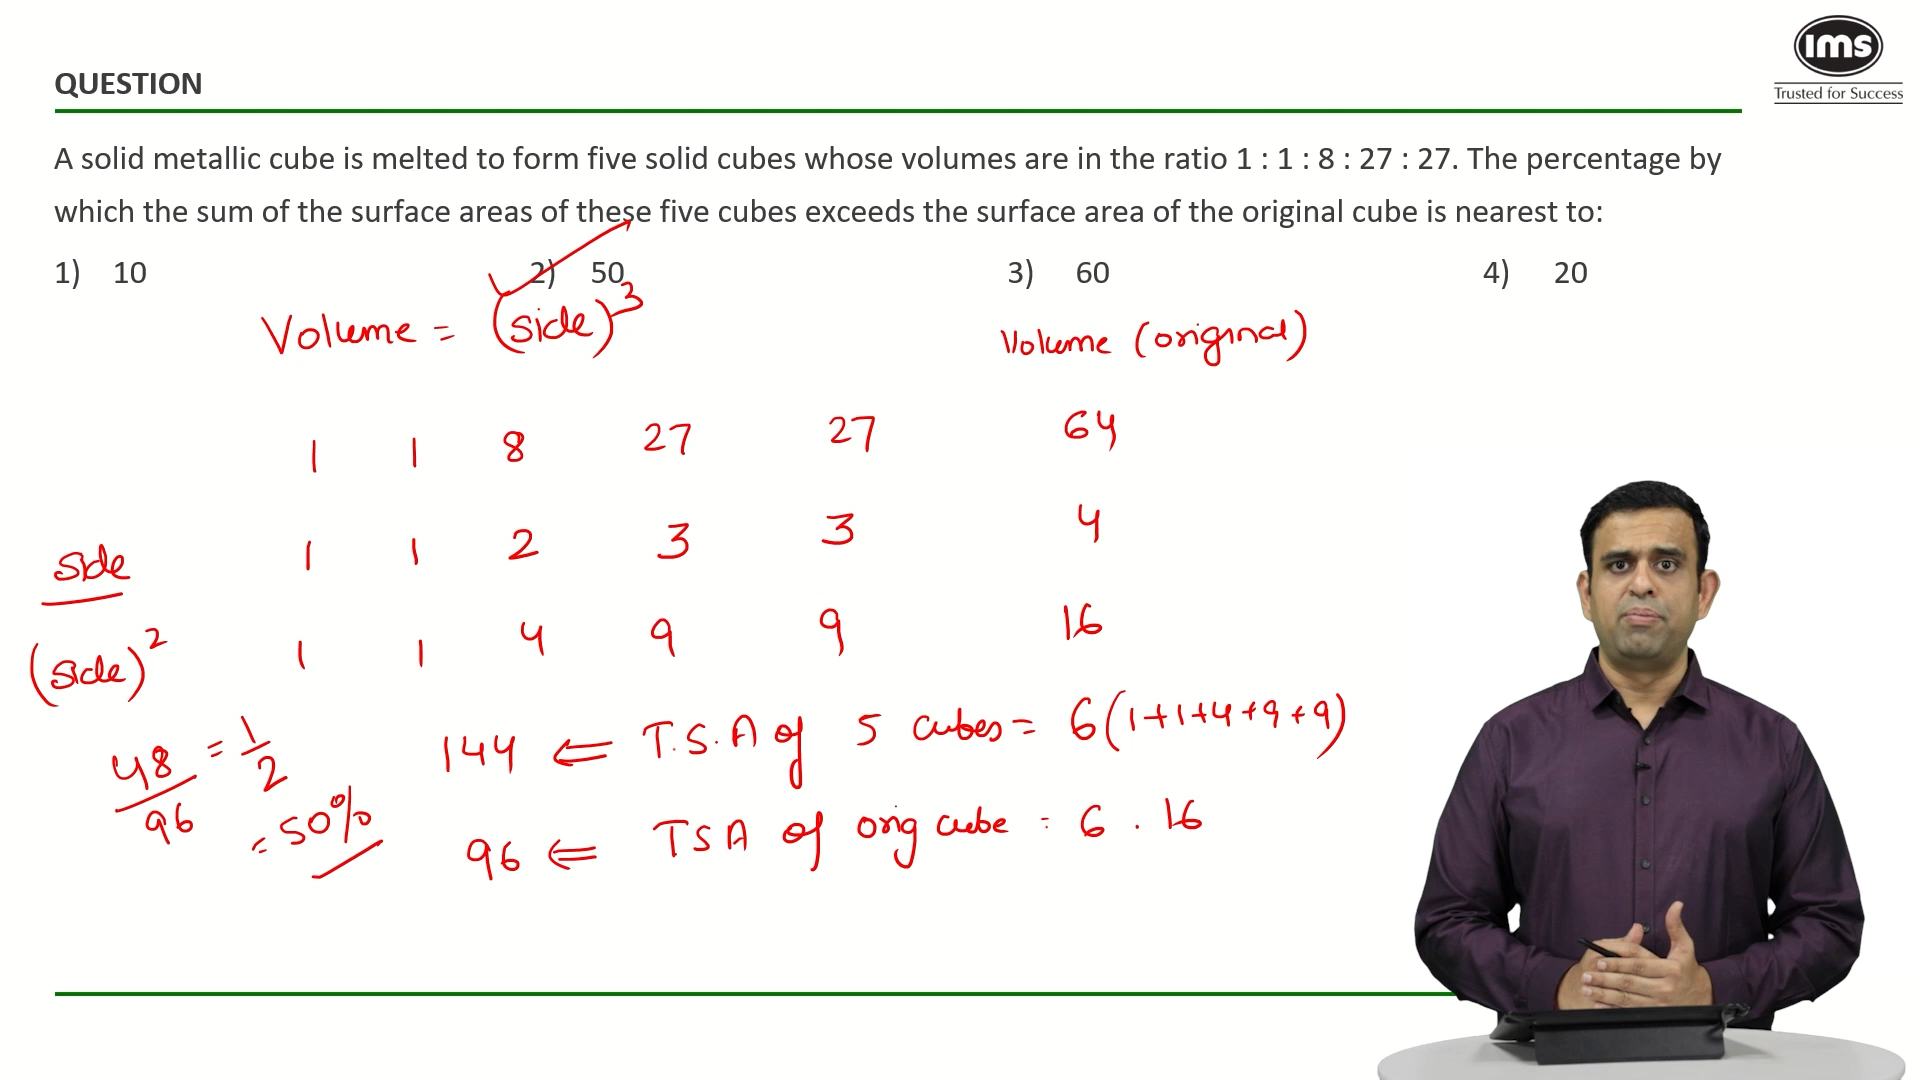 ims
Trusted for Success
QUESTION
A solid metallic cube is melted to form five solid cubes whose volumes are in the ratio 1 : 1 : 8 : 27 : 27. The percentage by
which the sum of the surface areas of these five cubes exceeds the surface area of the original cube is nearest to:
1) 10 2) 50 3) 60 4) 20
Volume = (side)³ Volume (original)
1 1 8 27 27 64
side 1 1 2 3 3 4
(side)² 1 1 4 9 9 16
48/96 = 1/2
= 50%
144 ⇐ T.S.A of 5 cubes = 6(1+1+4+9+9)
96 ⇐ TSA of orig cube = 6 . 16